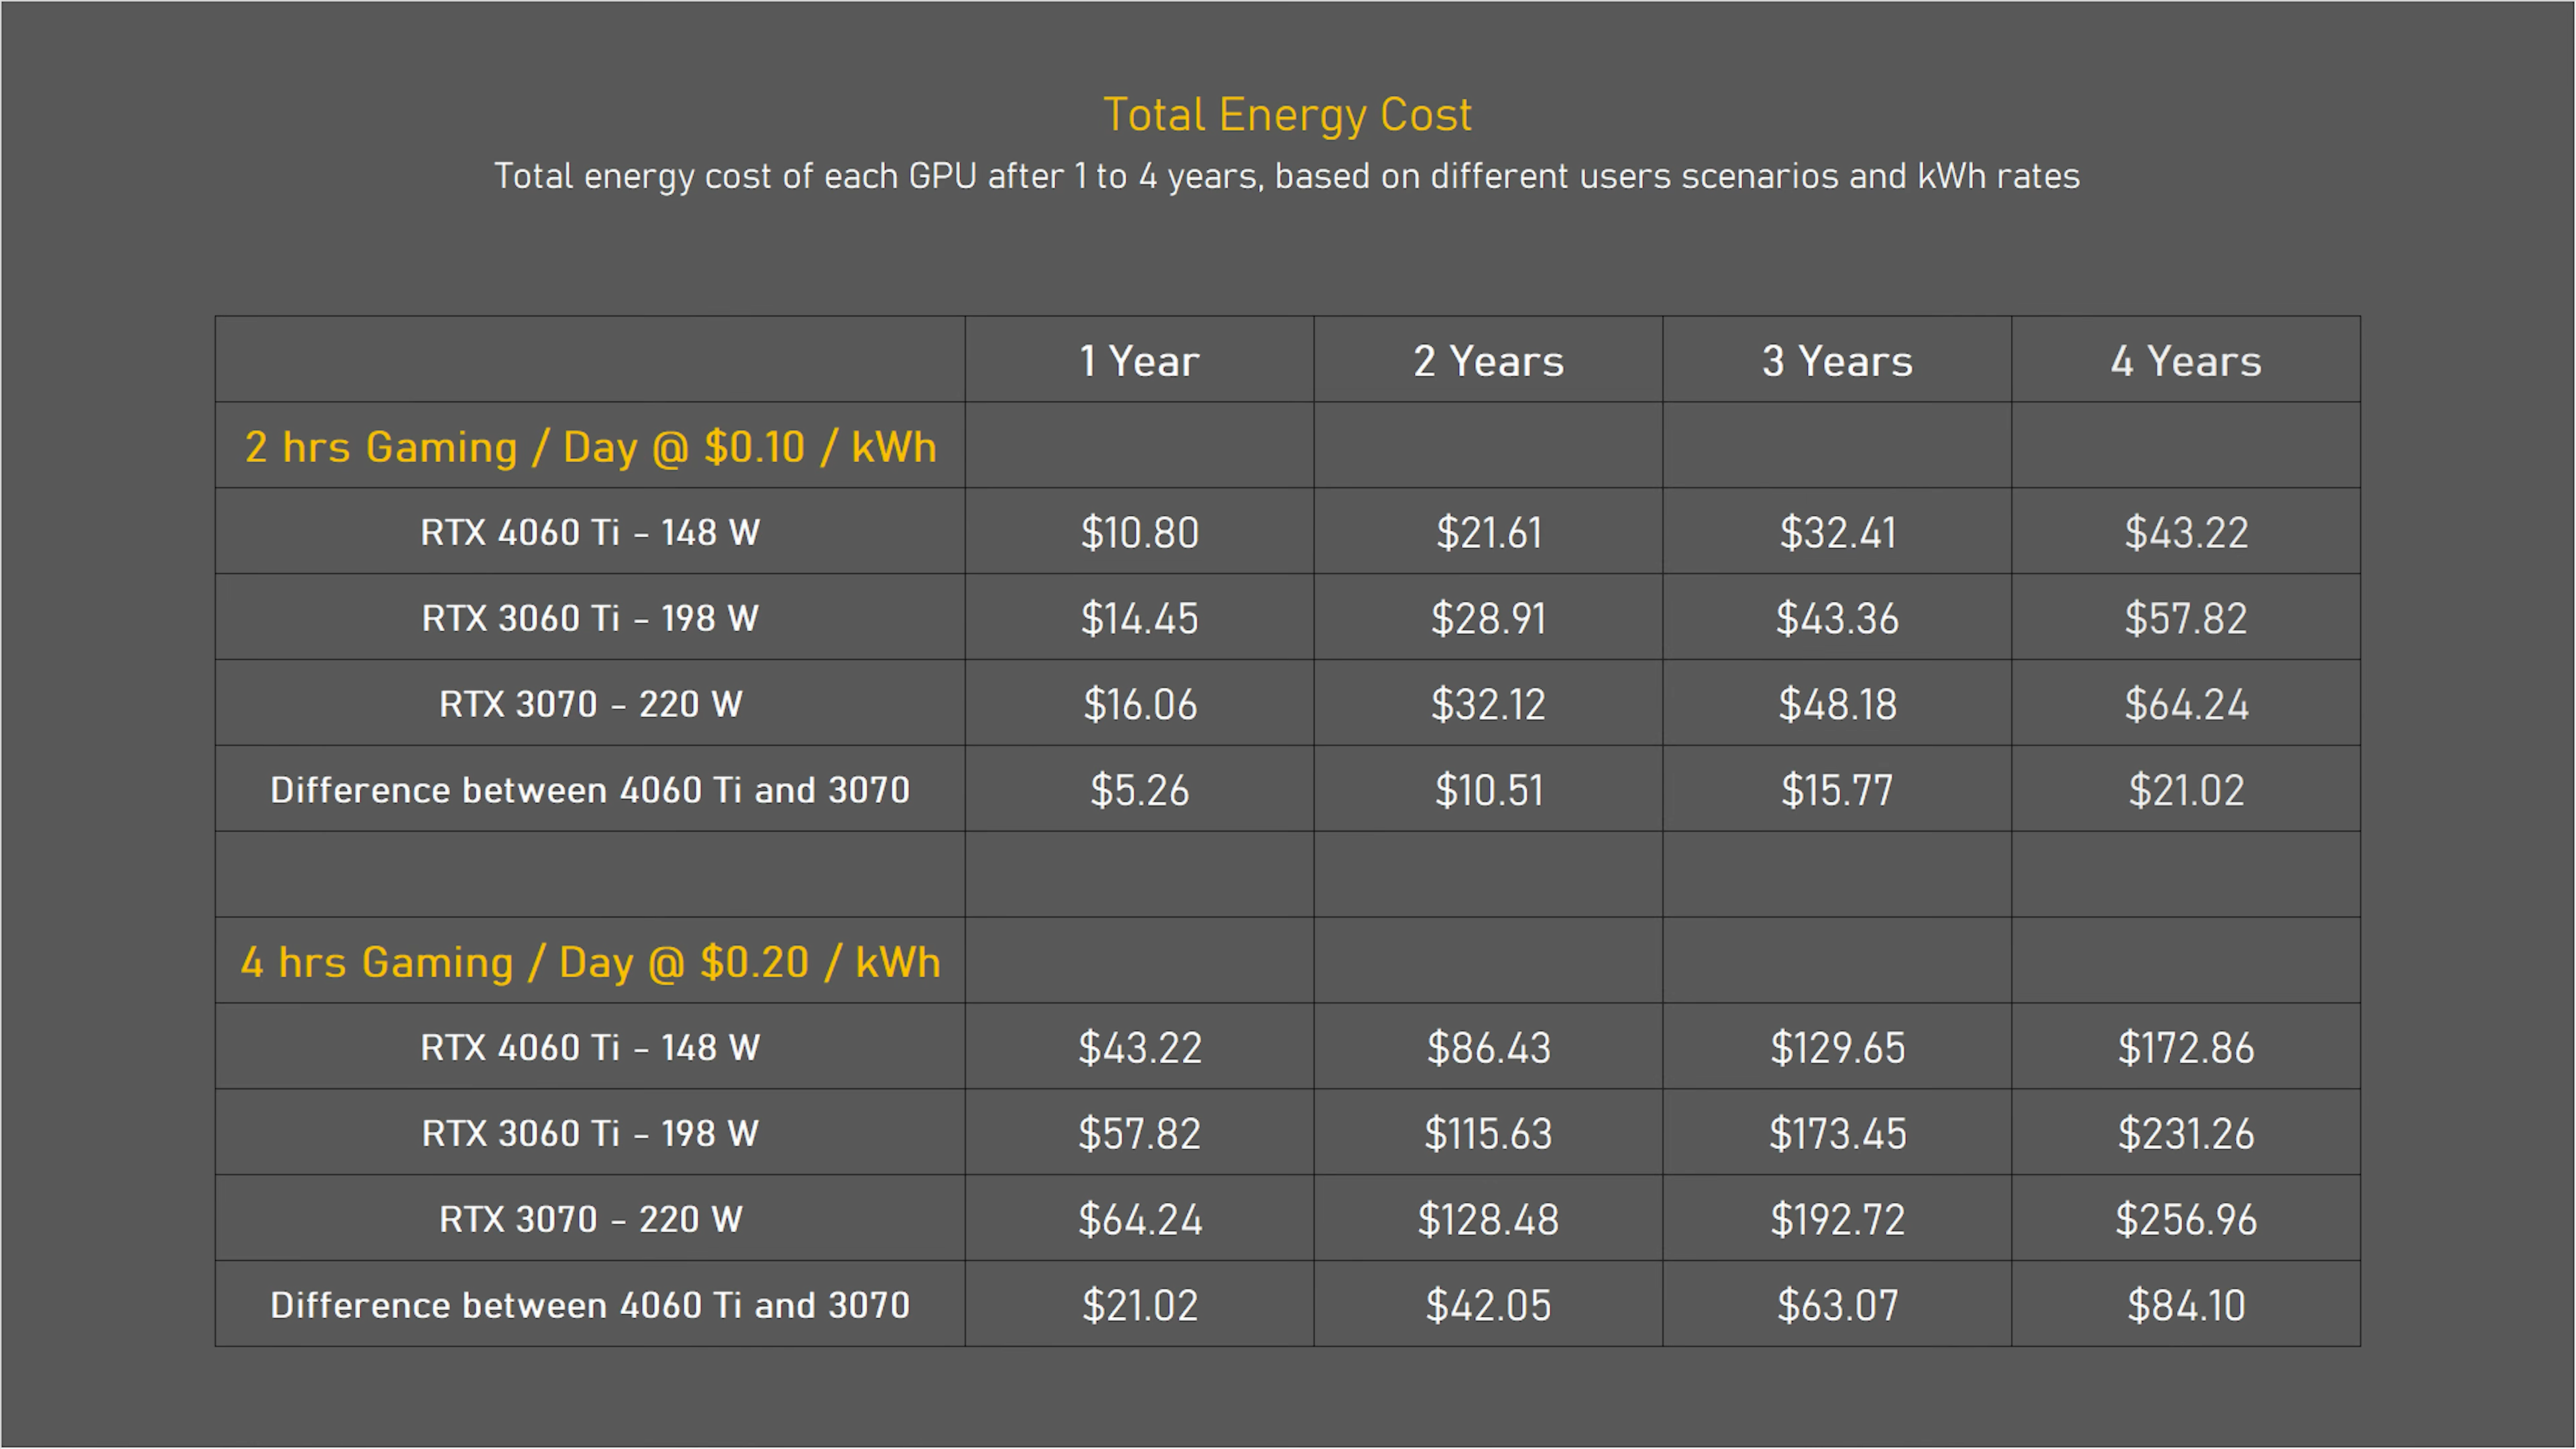 Total Energy Cost
Total energy cost of each GPU after 1 to 4 years, based on different users scenarios and kWh rates
1 Year 2 Years 3 Years 4 Years
2 hrs Gaming / Day @ $0.10 / kWh
RTX 4060 Ti - 148 W $10.80 $21.61 $32.41 $43.22
RTX 3060 Ti - 198 W $14.45 $28.91 $43.36 $57.82
RTX 3070 - 220 W $16.06 $32.12 $48.18 $64.24
Difference between 4060 Ti and 3070 $5.26 $10.51 $15.77 $21.02
4 hrs Gaming / Day @ $0.20 / kWh
RTX 4060 Ti - 148 W $43.22 $86.43 $129.65 $172.86
RTX 3060 Ti - 198 W $57.82 $115.63 $173.45 $231.26
RTX 3070 - 220 W $64.24 $128.48 $192.72 $256.96
Difference between 4060 Ti and 3070 $21.02 $42.05 $63.07 $84.10